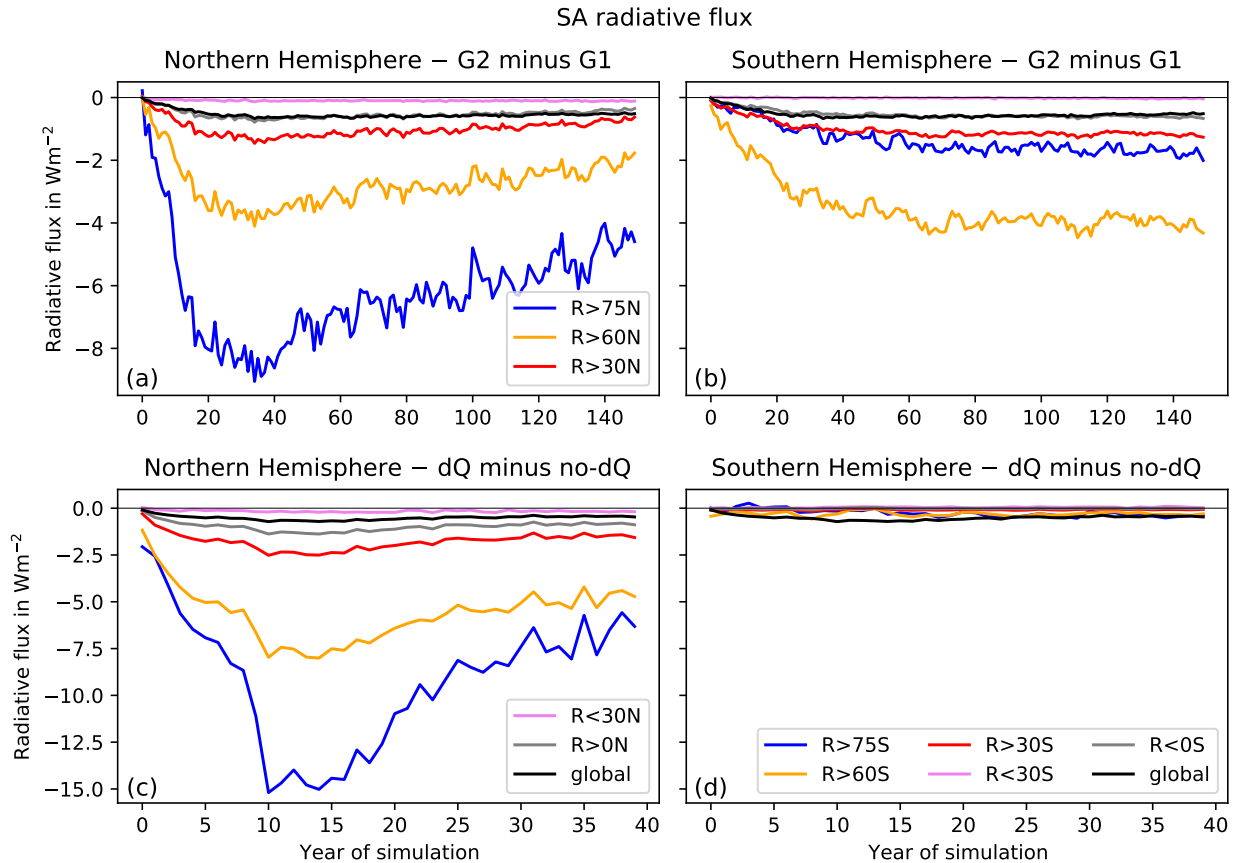 SA radiative flux
Northern Hemisphere − G2 minus G1
Southern Hemisphere − G2 minus G1
Radiative flux in Wm⁻²
0
−2
−4
−6
−8
(a)
R>75N
R>60N
R>30N
0 20 40 60 80 100 120 140
(b)
0 20 40 60 80 100 120 140
Northern Hemisphere − dQ minus no-dQ
Southern Hemisphere − dQ minus no-dQ
Radiative flux in Wm⁻²
0.0
−2.5
−5.0
−7.5
−10.0
−12.5
−15.0
(c)
R<30N
R>0N
global
0 5 10 15 20 25 30 35 40
Year of simulation
(d)
R>75S R>30S R<0S
R>60S R<30S global
0 5 10 15 20 25 30 35 40
Year of simulation